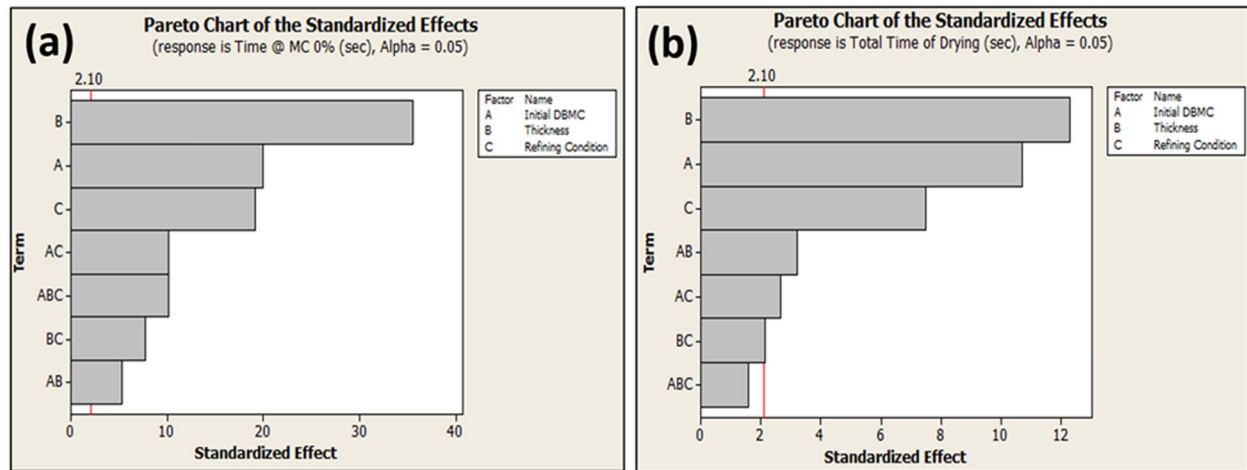 (a)
Pareto Chart of the Standardized Effects
(response is Time @ MC 0% (sec), Alpha = 0.05)
2.10
Factor Name
A Initial DBMC
B Thickness
C Refining Condition
Term
B
A
C
AC
ABC
BC
AB
0 10 20 30 40
Standardized Effect
(b)
Pareto Chart of the Standardized Effects
(response is Total Time of Drying (sec), Alpha = 0.05)
2.10
Factor Name
A Initial DBMC
B Thickness
C Refining Condition
Term
B
A
C
AB
AC
BC
ABC
0 2 4 6 8 10 12
Standardized Effect